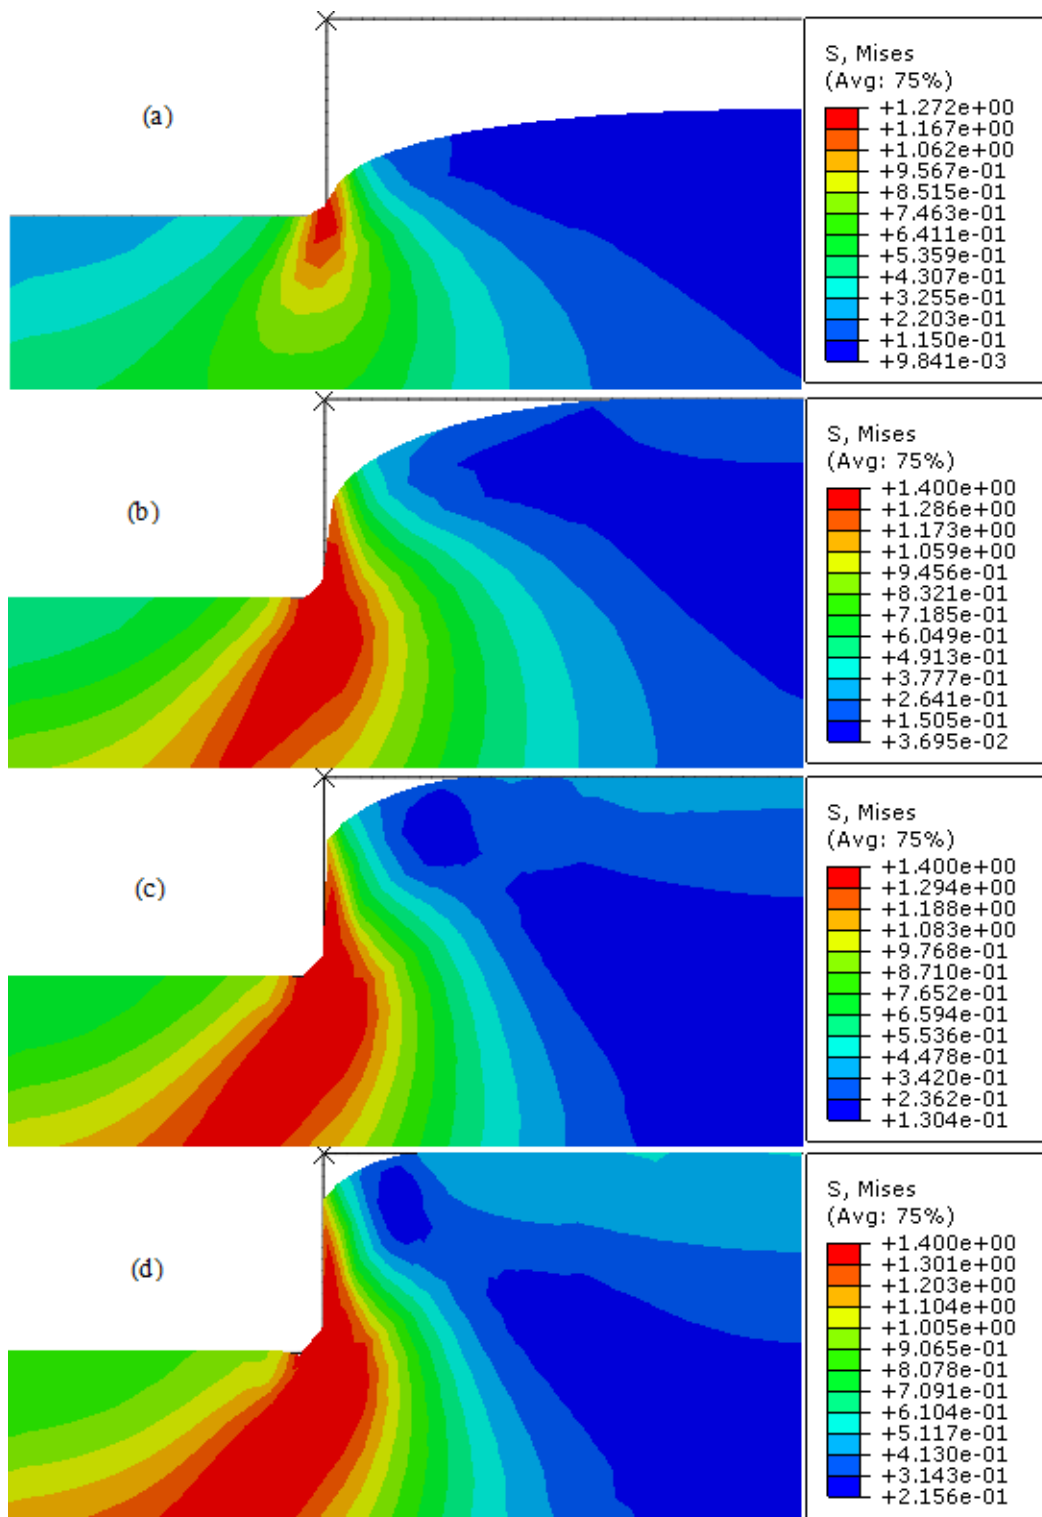 (a)
S, Mises
(Avg: 75%)
+1.272e+00
+1.167e+00
+1.062e+00
+9.567e-01
+8.515e-01
+7.463e-01
+6.411e-01
+5.359e-01
+4.307e-01
+3.255e-01
+2.203e-01
+1.150e-01
+9.841e-03
(b)
S, Mises
(Avg: 75%)
+1.400e+00
+1.286e+00
+1.173e+00
+1.059e+00
+9.456e-01
+8.321e-01
+7.185e-01
+6.049e-01
+4.913e-01
+3.777e-01
+2.641e-01
+1.505e-01
+3.695e-02
(c)
S, Mises
(Avg: 75%)
+1.400e+00
+1.294e+00
+1.188e+00
+1.083e+00
+9.768e-01
+8.710e-01
+7.652e-01
+6.594e-01
+5.536e-01
+4.478e-01
+3.420e-01
+2.362e-01
+1.304e-01
(d)
S, Mises
(Avg: 75%)
+1.400e+00
+1.301e+00
+1.203e+00
+1.104e+00
+1.005e+00
+9.065e-01
+8.078e-01
+7.091e-01
+6.104e-01
+5.117e-01
+4.130e-01
+3.143e-01
+2.156e-01